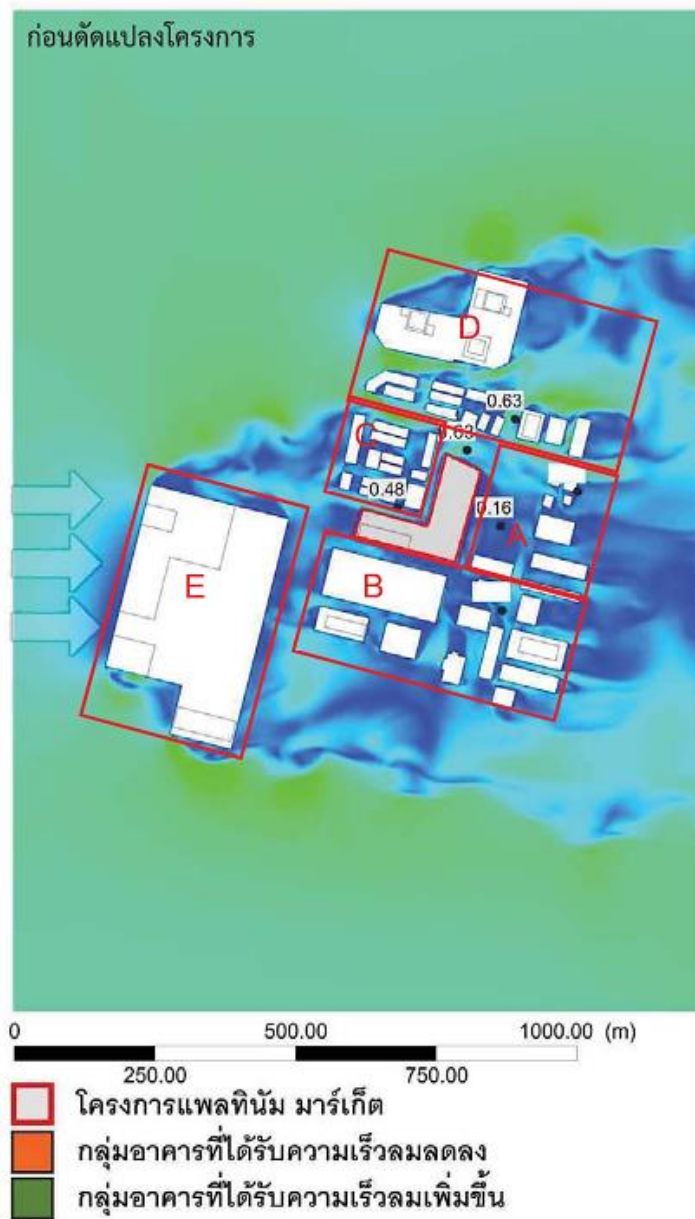 ก่อนดัดแปลงโครงการ
D
0.63
C
0.63
0.48
0.16
A
E
B
0 500.00 1000.00 (m)
250.00 750.00
โครงการแพลทินัม มาร์เก็ต
กลุ่มอาคารที่ได้รับความเร็วลมลดลง
กลุ่มอาคารที่ได้รับความเร็วลมเพิ่มขึ้น